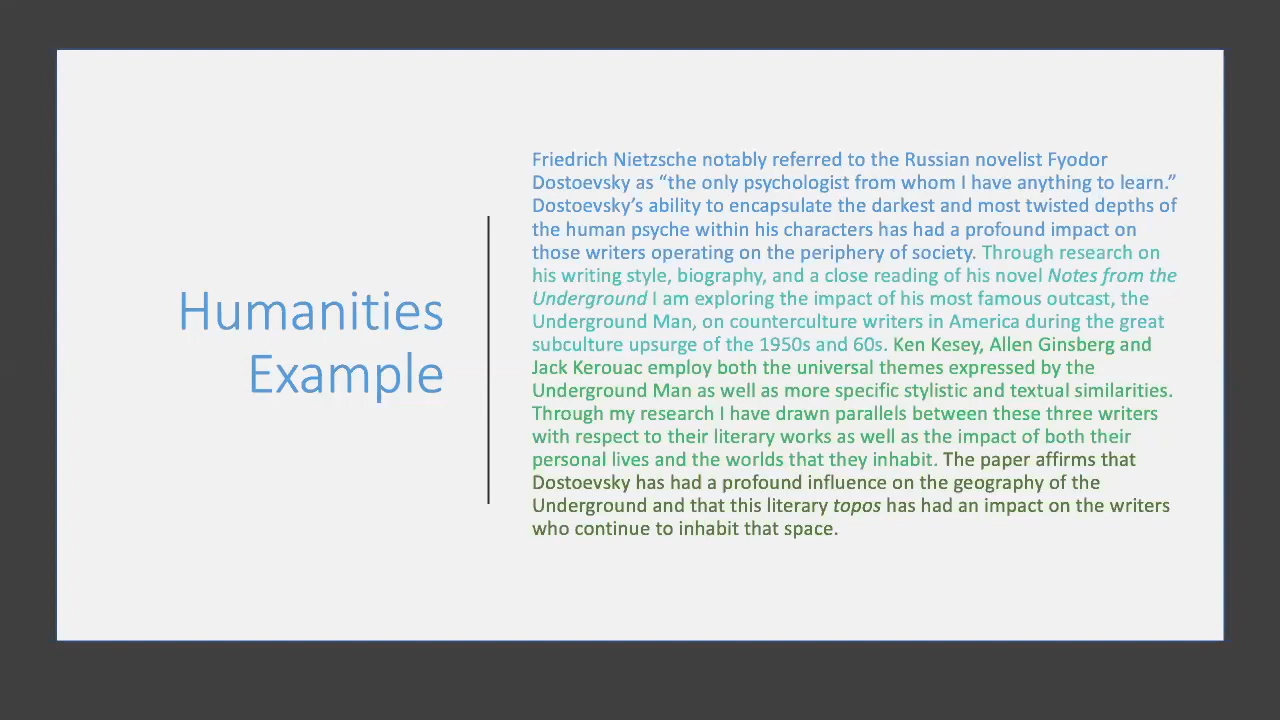 Humanities
Example
Friedrich Nietzsche notably referred to the Russian novelist Fyodor
Dostoevsky as “the only psychologist from whom I have anything to learn.”
Dostoevsky’s ability to encapsulate the darkest and most twisted depths of
the human psyche within his characters has had a profound impact on
those writers operating on the periphery of society. Through research on
his writing style, biography, and a close reading of his novel Notes from the
Underground I am exploring the impact of his most famous outcast, the
Underground Man, on counterculture writers in America during the great
subculture upsurge of the 1950s and 60s. Ken Kesey, Allen Ginsberg and
Jack Kerouac employ both the universal themes expressed by the
Underground Man as well as more specific stylistic and textual similarities.
Through my research I have drawn parallels between these three writers
with respect to their literary works as well as the impact of both their
personal lives and the worlds that they inhabit. The paper affirms that
Dostoevsky has had a profound influence on the geography of the
Underground and that this literary topos has had an impact on the writers
who continue to inhabit that space.